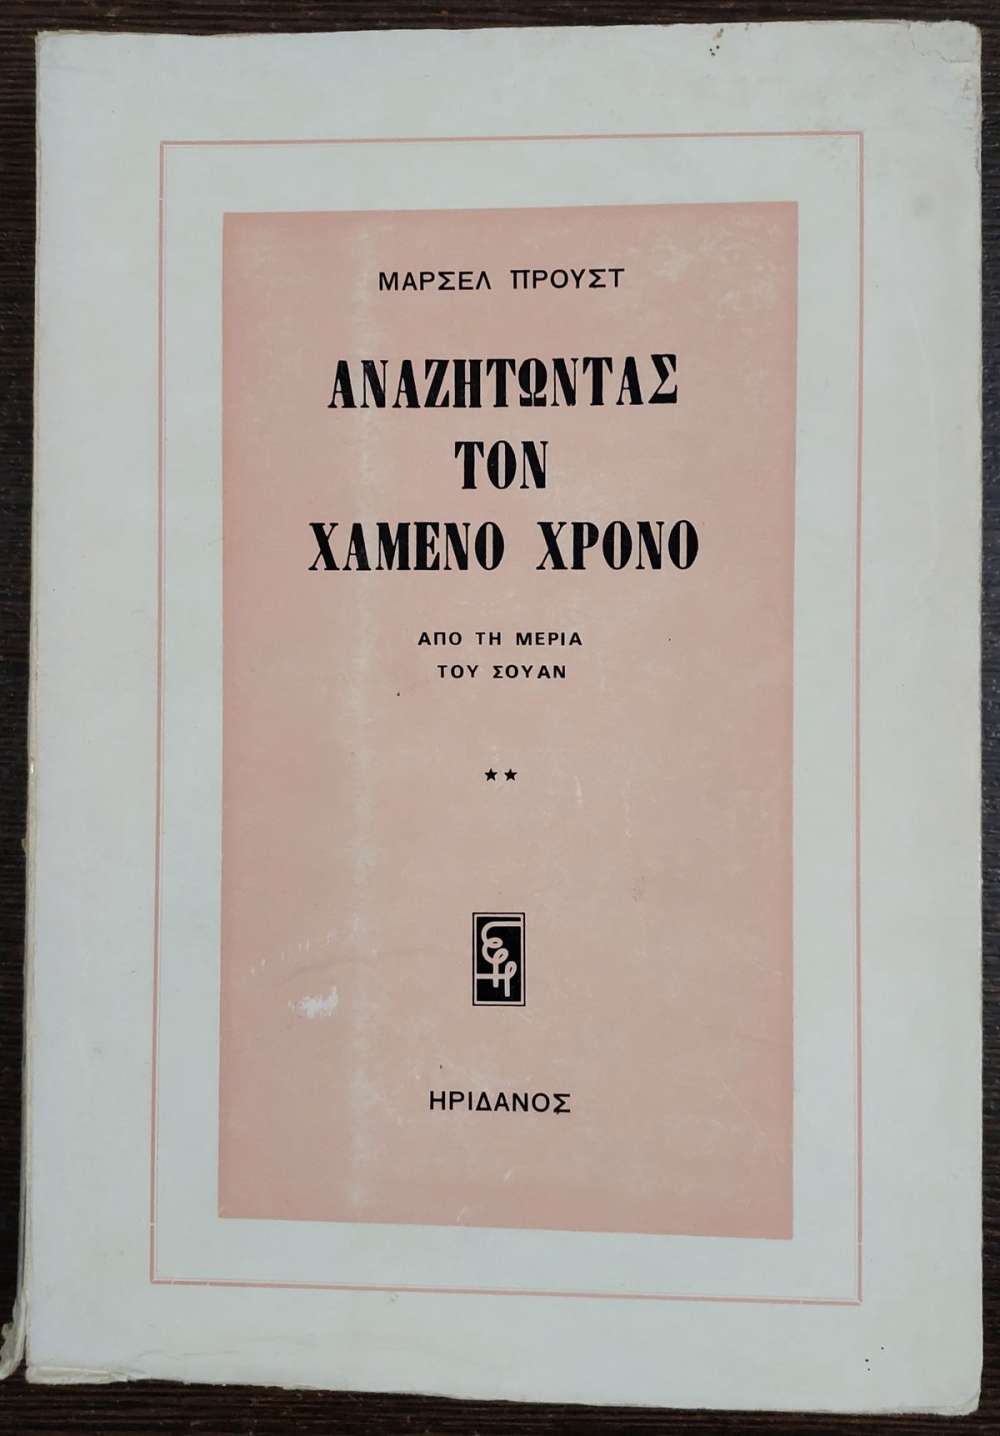 ΜΑΡΣΕΛ ΠΡΟΥΣΤ
ΑΝΑΖΗΤΩΝΤΑΣ
ΤΟΝ
ΧΑΜΕΝΟ ΧΡΟΝΟ
ΑΠΟ ΤΗ ΜΕΡΙΑ
ΤΟΥ ΣΟΥΑΝ
★★
ΗΡΙΔΑΝΟΣ